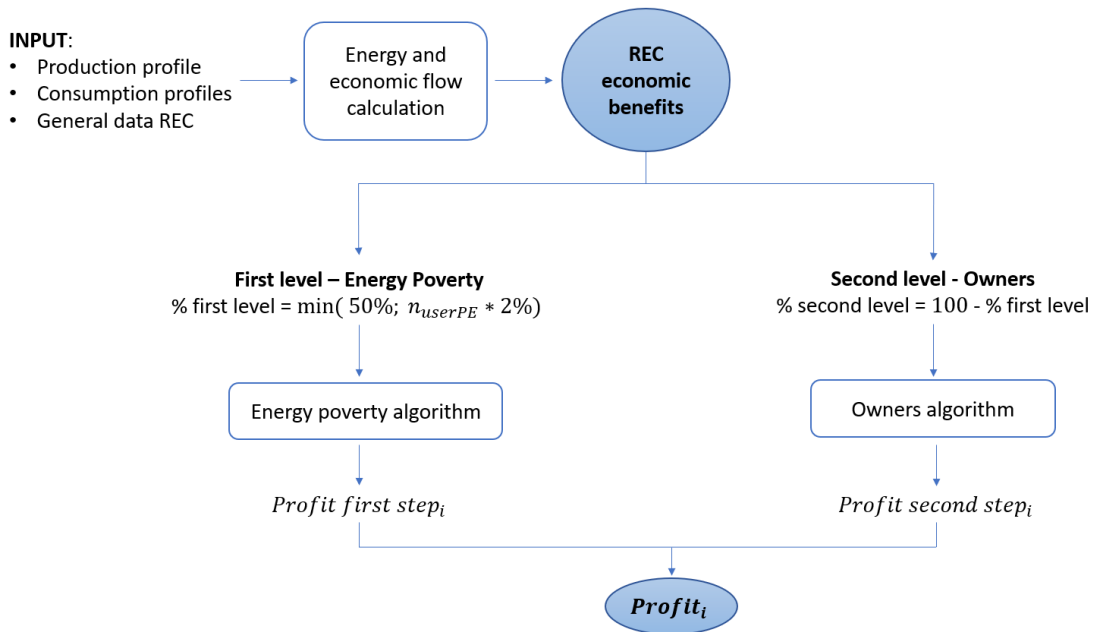 INPUT:
• Production profile
• Consumption profiles
• General data REC
Energy and
economic flow
calculation
REC
economic
benefits
First level – Energy Poverty
% first level = min( 50%; n_userPE * 2%)
Second level - Owners
% second level = 100 - % first level
Energy poverty algorithm
Owners algorithm
Profit first step_i
Profit second step_i
Profit_i